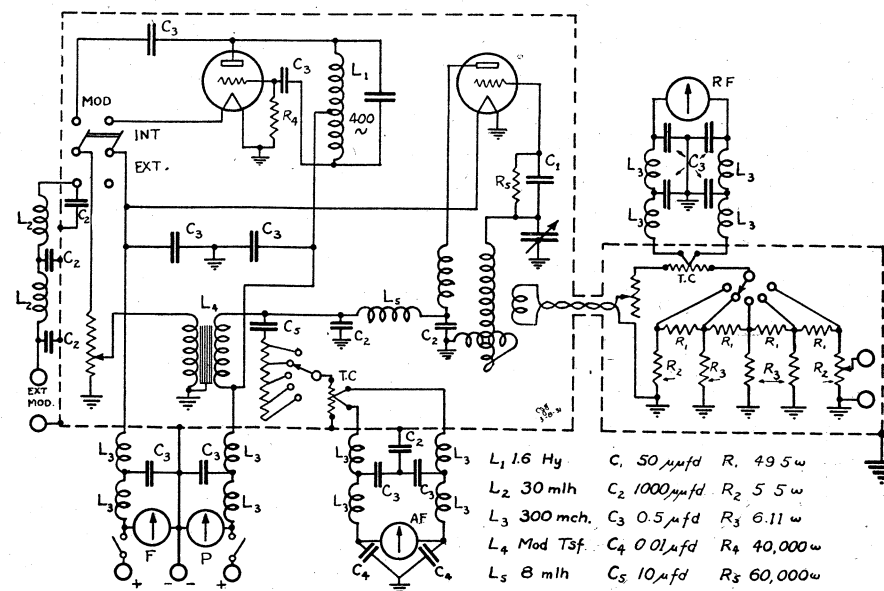 C3
C3
L1
RF
MOD
R4
400
~
INT
EXT.
C1
R5
L3
C3
L3
L3
L3
L2
C2
C3
C3
T.C
L2
C2
L4
L5
C5
C2
C2
R1
R1
R1
R1
C2
R2
R3
R3
R2
T.C
EXT
MOD.
L3
C3
C3
L3
L3
C2
L3
L3
L3
L3
C3
C3
L3
F
P
AF
C4
C4
+
-
-
+
L1 1.6 Hy C1 50 μμfd R1 49.5 ω
L2 30 mlh C2 1000 μμfd R2 5.5 ω
L3 300 mch. C3 0.5 μfd R3 6.11 ω
L4 Mod Tsf. C4 0.01 μfd R4 40,000 ω
L5 8 mlh C5 10 μfd R5 60,000 ω